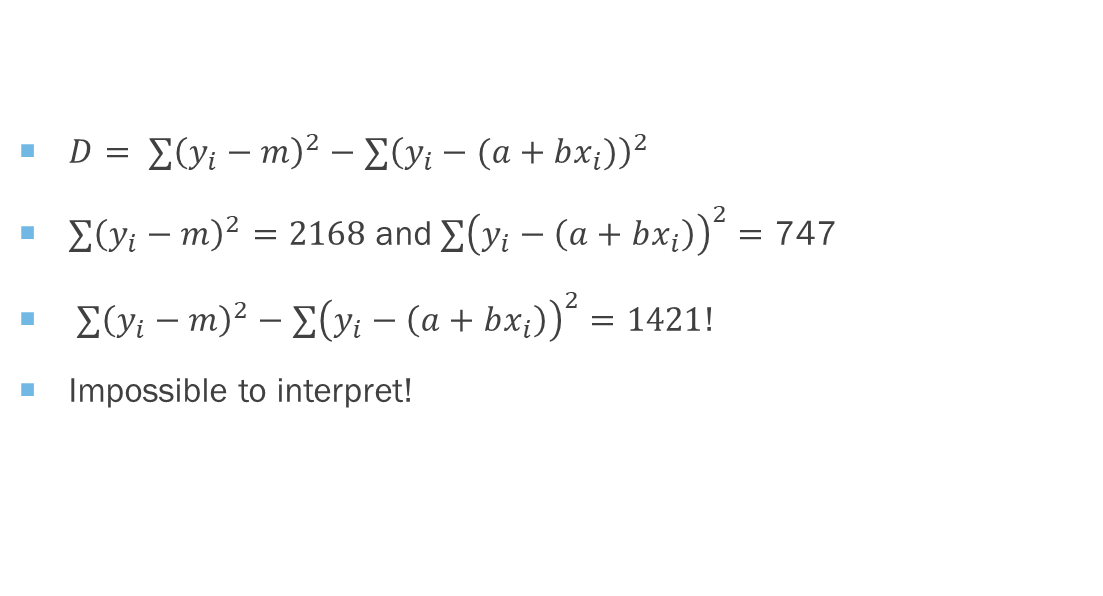 ▪ D = ∑(yᵢ − m)² − ∑(yᵢ − (a + bxᵢ))²
▪ ∑(yᵢ − m)² = 2168 and ∑(yᵢ − (a + bxᵢ))² = 747
▪ ∑(yᵢ − m)² − ∑(yᵢ − (a + bxᵢ))² = 1421!
▪ Impossible to interpret!